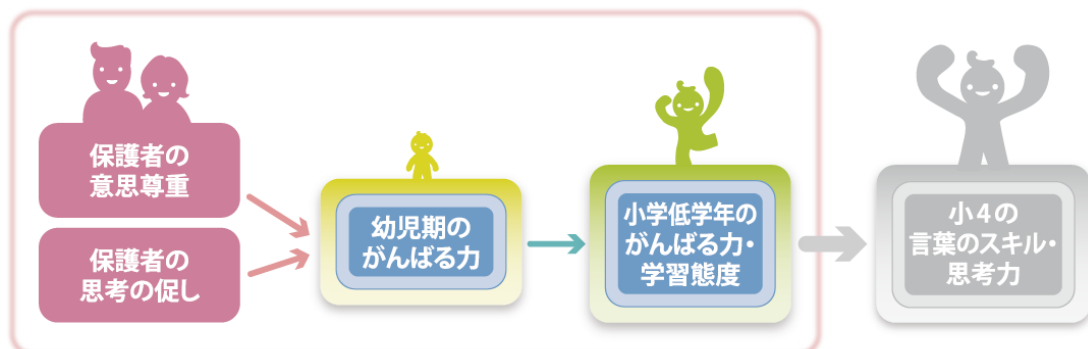 保護者の
意思尊重
保護者の
思考の促し
幼児期の
がんばる力
小学低学年の
がんばる力・
学習態度
小4の
言葉のスキル・
思考力